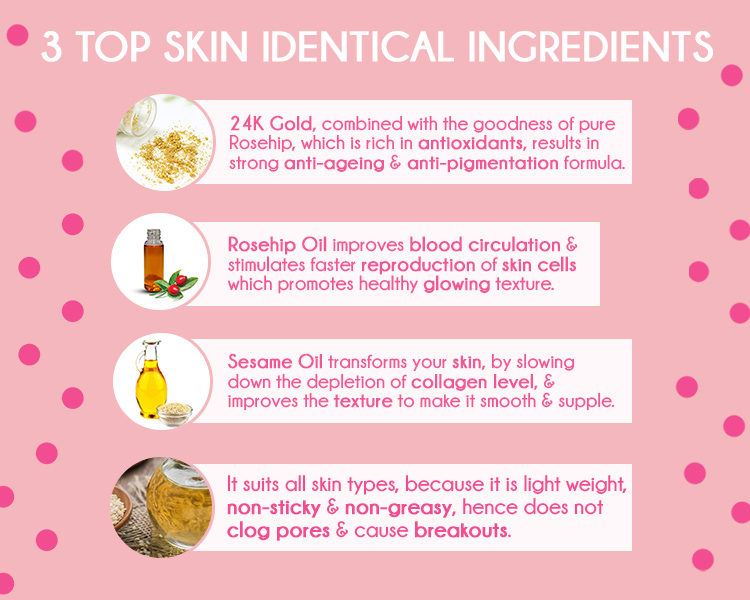 3 TOP SKIN IDENTICAL INGREDIENTS
24K Gold, combined with the goodness of pure
Rosehip, which is rich in antioxidants, results in
strong anti-ageing & anti-pigmentation formula.
Rosehip Oil improves blood circulation &
stimulates faster reproduction of skin cells
which promotes healthy glowing texture.
Sesame Oil transforms your skin, by slowing
down the depletion of collagen level, &
improves the texture to make it smooth & supple.
It suits all skin types, because it is light weight,
non-sticky & non-greasy, hence does not
clog pores & cause breakouts.